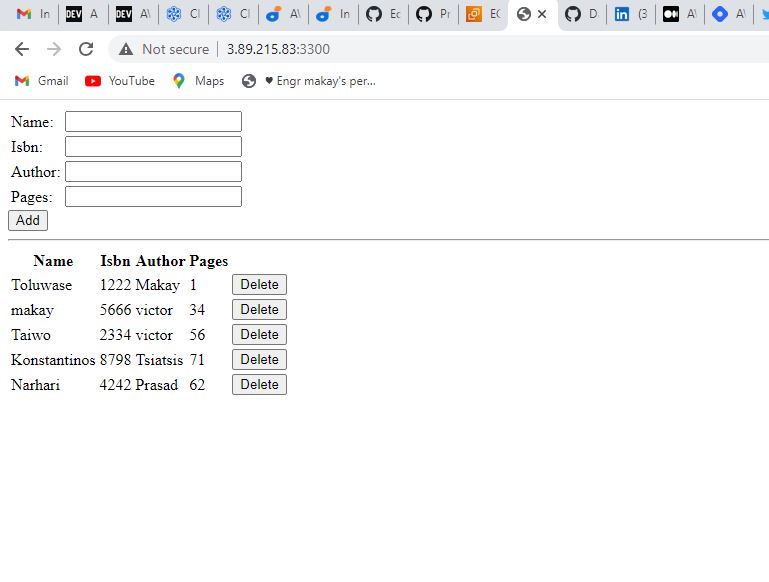 In DEV A DEV A\ Cl Cl A\ In Ec Pr EC D (3 A\ A\
Not secure 3.89.215.83:3300
Gmail YouTube Maps ♥ Engr makay's per...
Name:
Isbn:
Author:
Pages:
Add
Name Isbn Author Pages
Toluwase 1222 Makay 1 Delete
makay 5666 victor 34 Delete
Taiwo 2334 victor 56 Delete
Konstantinos 8798 Tsiatsis 71 Delete
Narhari 4242 Prasad 62 Delete